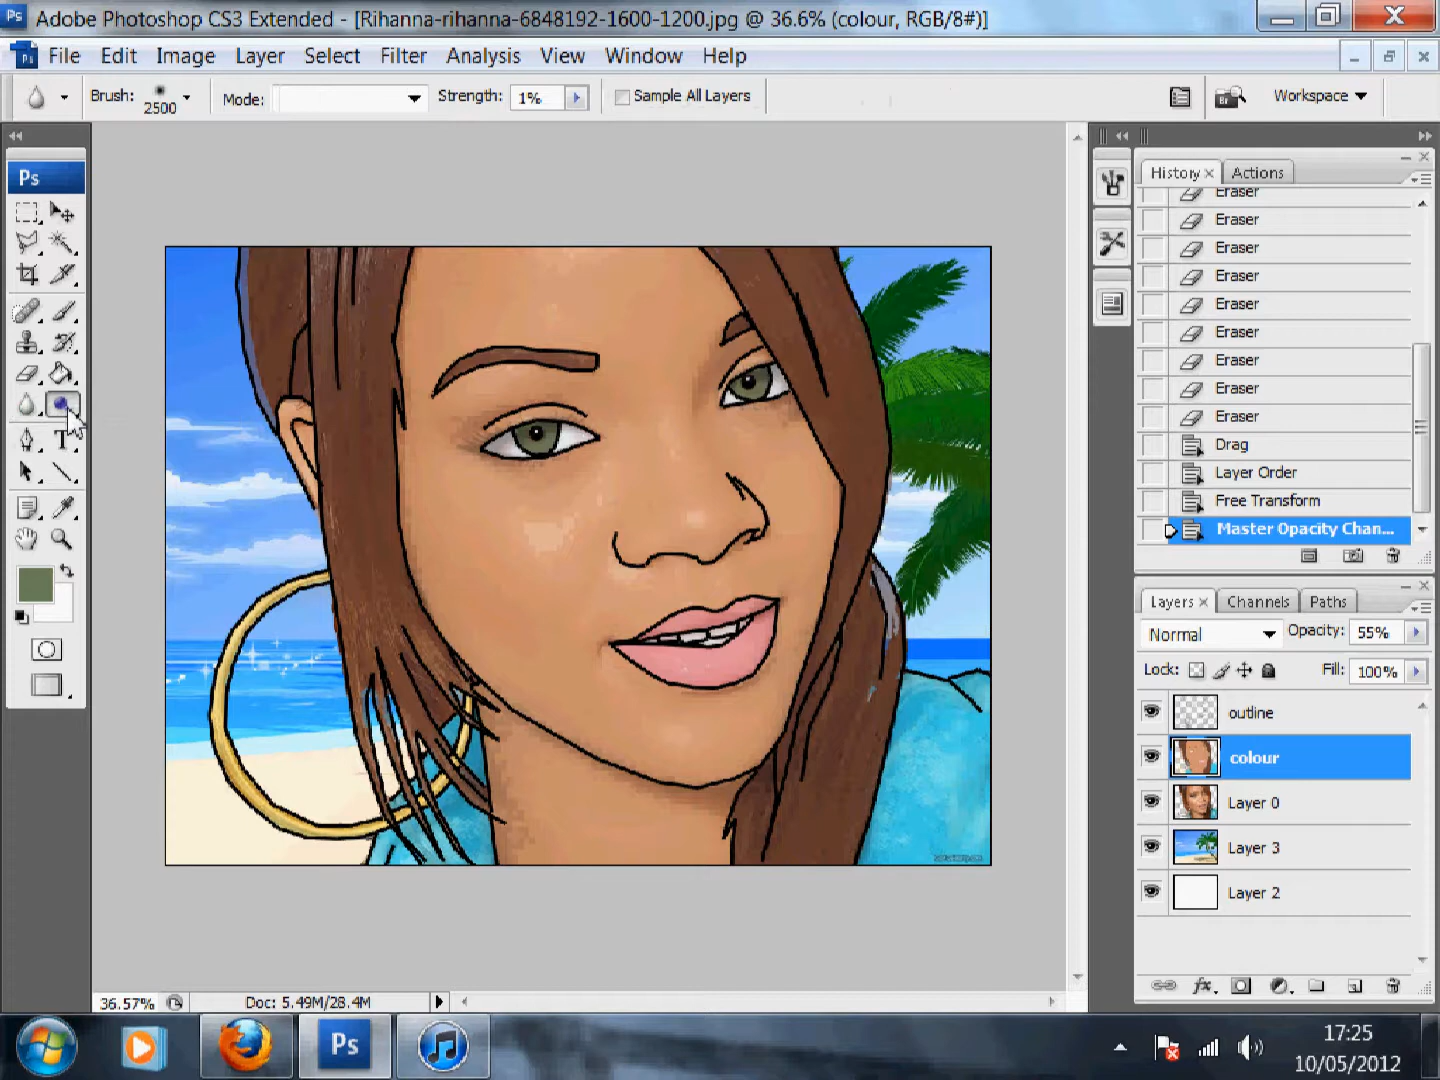 Adobe Photoshop CS3 Extended - [Rihanna-rihanna-6848192-1600-1200.jpg @ 36.6% (colour, RGB/8#)]
File Edit Image Layer Select Filter Analysis View Window Help
Brush: 2500 Mode: Strength: 1% Sample All Layers Workspace
Ps
History Actions
Eraser
Eraser
Eraser
Eraser
Eraser
Eraser
Eraser
Eraser
Eraser
Drag
Layer Order
Free Transform
Master Opacity Chan...
Layers Channels Paths
Normal Opacity: 55%
Lock: Fill: 100%
outline
colour
Layer 0
Layer 3
Layer 2
36.57% Doc: 5.49M/28.4M
Ps
17:25
10/05/2012